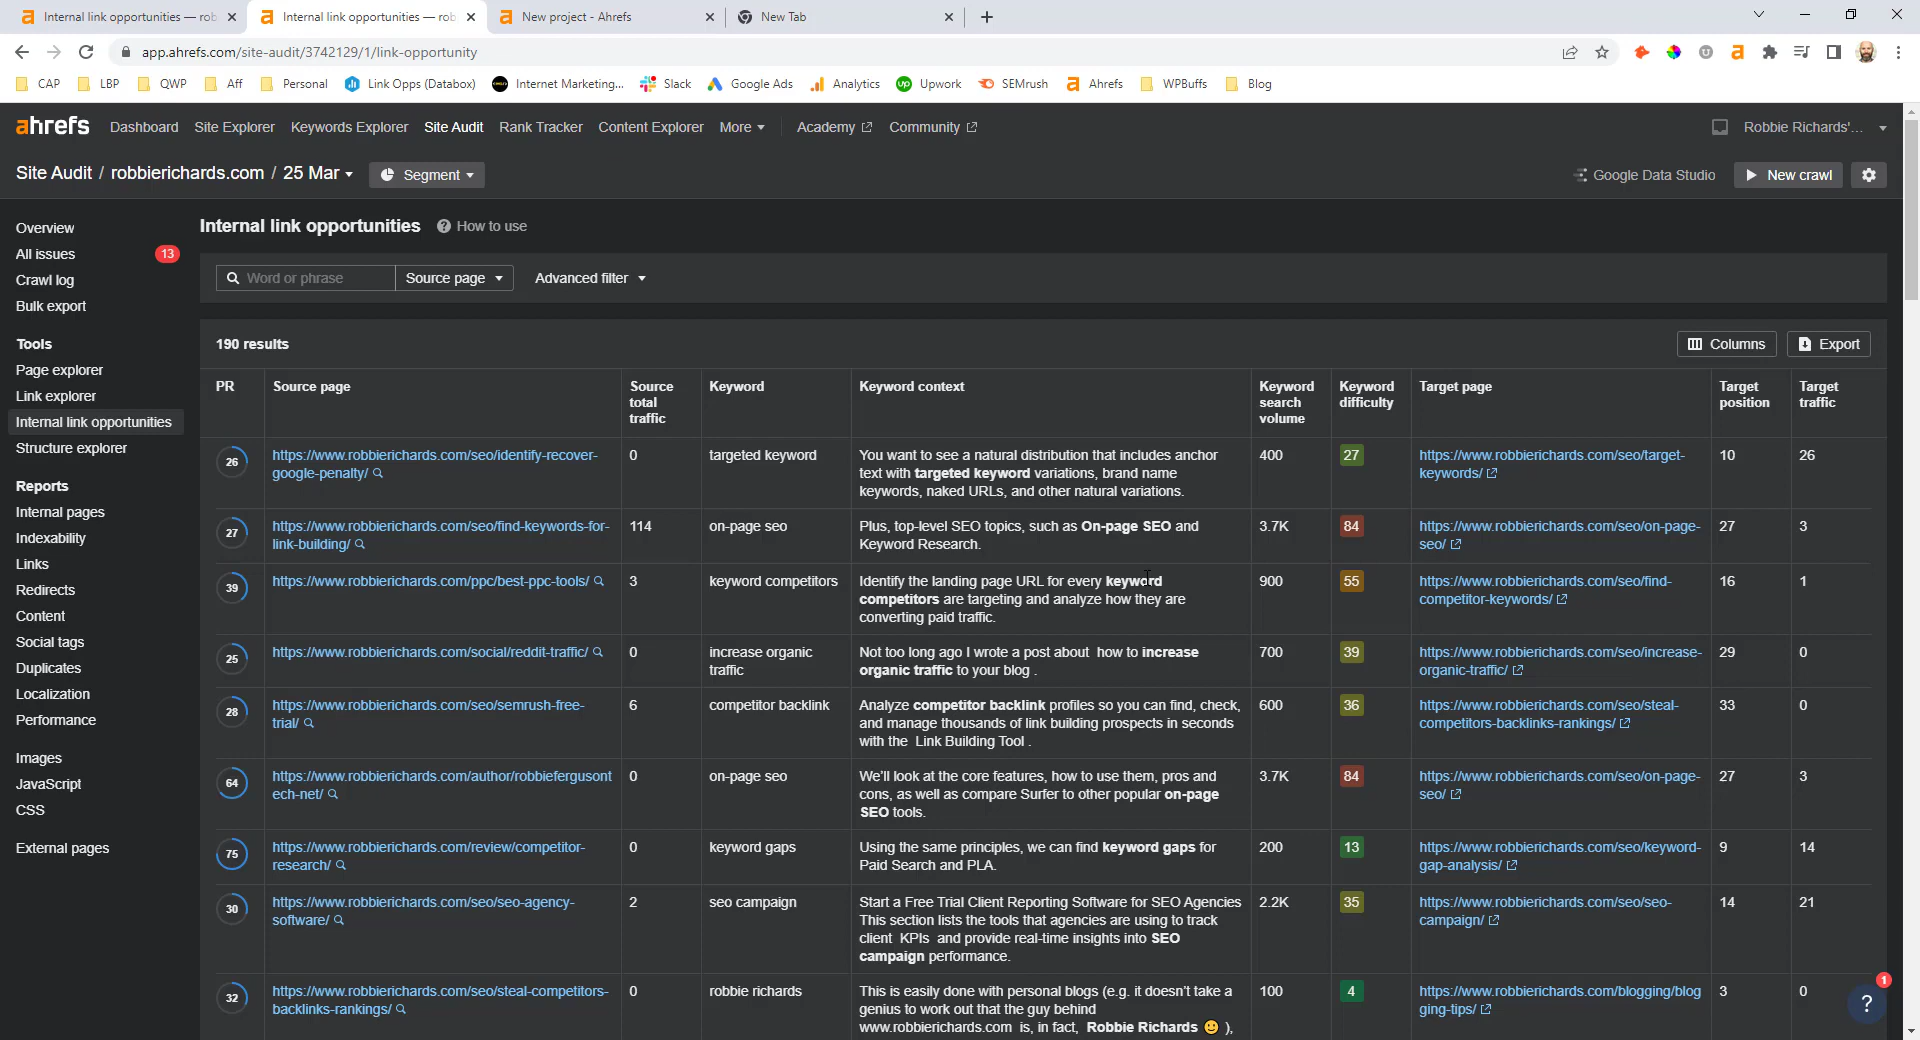 Internal link opportunities — rob
Internal link opportunities — rob
New project - Ahrefs
New Tab
app.ahrefs.com/site-audit/3742129/1/link-opportunity
CAP LBP QWP Aff Personal Link Opps (Databox) Internet Marketing... Slack Google Ads Analytics Upwork SEMrush Ahrefs WPBuffs Blog
ahrefs Dashboard Site Explorer Keywords Explorer Site Audit Rank Tracker Content Explorer More Academy Community Robbie Richards'...
Site Audit / robbierichards.com / 25 Mar Segment Google Data Studio New crawl
Overview
All issues 13
Crawl log
Bulk export
Tools
Page explorer
Link explorer
Internal link opportunities
Structure explorer
Reports
Internal pages
Indexability
Links
Redirects
Content
Social tags
Duplicates
Localization
Performance
Images
JavaScript
CSS
External pages
Internal link opportunities ? How to use
Word or phrase Source page Advanced filter
190 results Columns Export
PR Source page Source Keyword Keyword context Keyword Keyword Target page Target Target
total search difficulty position traffic
traffic volume
26 https://www.robbierichards.com/seo/identify-recover- 0 targeted keyword You want to see a natural distribution that includes anchor 400 27 https://www.robbierichards.com/seo/target- 10 26
google-penalty/ text with targeted keyword variations, brand name keywords/
keywords, naked URLs, and other natural variations.
27 https://www.robbierichards.com/seo/find-keywords-for- 114 on-page seo Plus, top-level SEO topics, such as On-page SEO and 3.7K 84 https://www.robbierichards.com/seo/on-page- 27 3
link-building/ Keyword Research. seo/
39 https://www.robbierichards.com/ppc/best-ppc-tools/ 3 keyword competitors Identify the landing page URL for every keyword 900 55 https://www.robbierichards.com/seo/find- 16 1
competitors are targeting and analyze how they are competitor-keywords/
converting paid traffic.
25 https://www.robbierichards.com/social/reddit-traffic/ 0 increase organic Not too long ago I wrote a post about how to increase 700 39 https://www.robbierichards.com/seo/increase- 29 0
traffic organic traffic to your blog . organic-traffic/
28 https://www.robbierichards.com/seo/semrush-free- 6 competitor backlink Analyze competitor backlink profiles so you can find, check, 600 36 https://www.robbierichards.com/seo/steal- 33 0
trial/ and manage thousands of link building prospects in seconds competitors-backlinks-rankings/
with the Link Building Tool .
64 https://www.robbierichards.com/author/robbiefergusont 0 on-page seo We'll look at the core features, how to use them, pros and 3.7K 84 https://www.robbierichards.com/seo/on-page- 27 3
ech-net/ cons, as well as compare Surfer to other popular on-page seo/
SEO tools.
75 https://www.robbierichards.com/review/competitor- 0 keyword gaps Using the same principles, we can find keyword gaps for 200 13 https://www.robbierichards.com/seo/keyword- 9 14
research/ Paid Search and PLA. gap-analysis/
30 https://www.robbierichards.com/seo/seo-agency- 2 seo campaign Start a Free Trial Client Reporting Software for SEO Agencies 2.2K 35 https://www.robbierichards.com/seo/seo- 14 21
software/ This section lists the tools that agencies are using to track campaign/
client KPIs and provide real-time insights into SEO
campaign performance.
32 https://www.robbierichards.com/seo/steal-competitors- 0 robbie richards This is easily done with personal blogs (e.g. it doesn't take a 100 4 https://www.robbierichards.com/blogging/blog 3 0
backlinks-rankings/ genius to work out that the guy behind ging-tips/
www.robbierichards.com is, in fact, Robbie Richards 🙂 ),
? 1